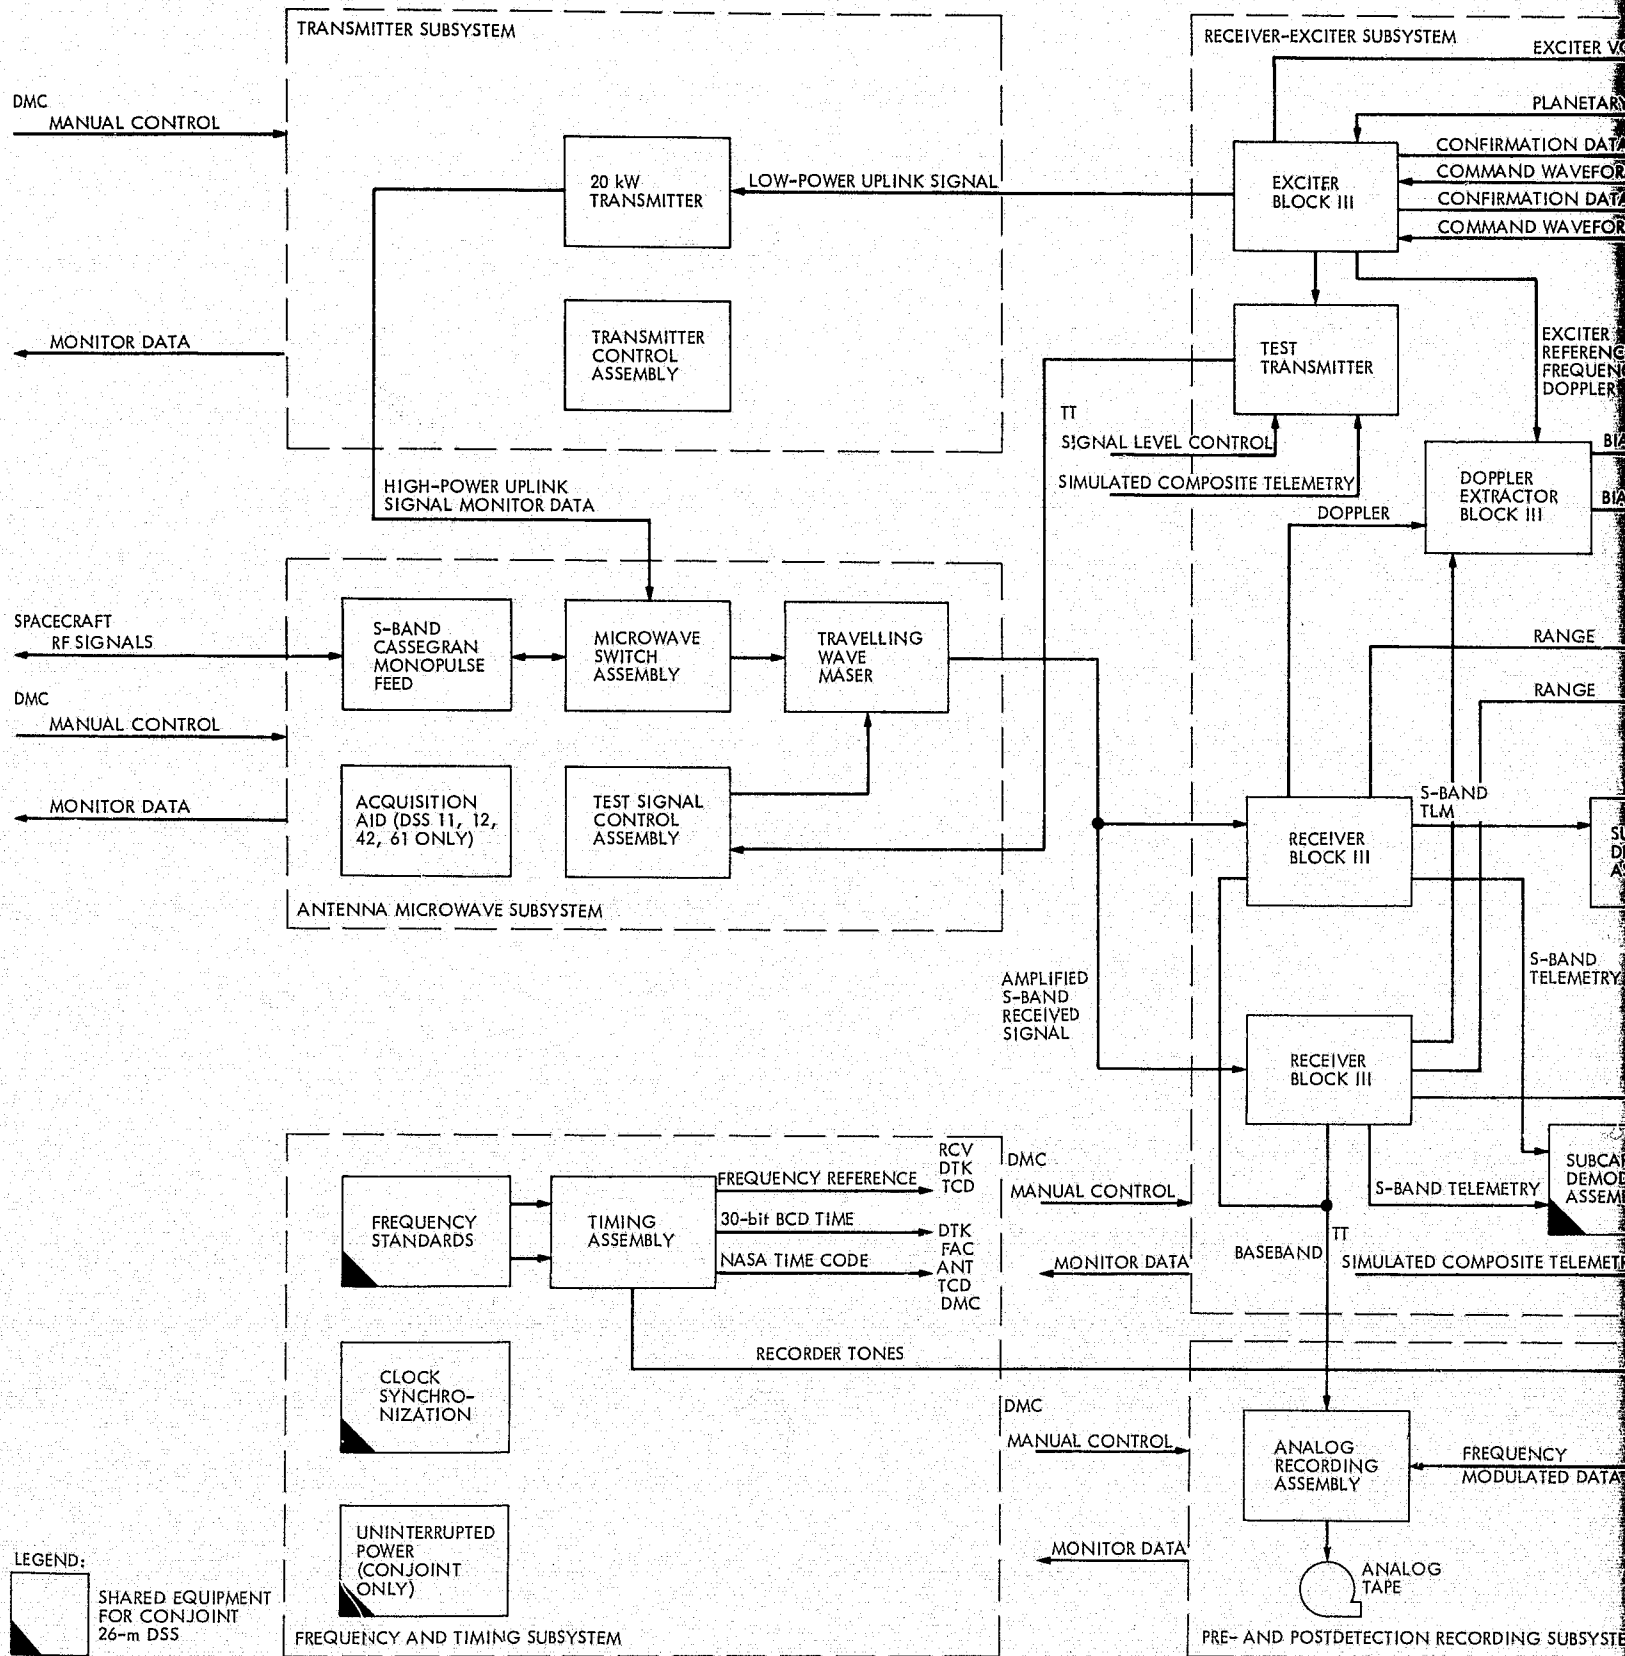 TRANSMITTER SUBSYSTEM
DMC
MANUAL CONTROL
20 kW
TRANSMITTER
LOW-POWER UPLINK SIGNAL
TRANSMITTER
CONTROL
ASSEMBLY
MONITOR DATA
HIGH-POWER UPLINK
SIGNAL MONITOR DATA
RECEIVER-EXCITER SUBSYSTEM
EXCITER
PLANETARY
CONFIRMATION DATA
COMMAND
CONFIRMATION DATA
COMMAND
EXCITER
BLOCK III
TEST
TRANSMITTER
EXCITER
DOPPLER
TT
SIGNAL LEVEL CONTROL
SIMULATED COMPOSITE TELEMETRY
DOPPLER
EXTRACTOR
BLOCK III
DOPPLER
SPACECRAFT
RF SIGNALS
DMC
MANUAL CONTROL
MONITOR DATA
S-BAND
CASSEGRAN
MONOPULSE
FEED
MICROWAVE
SWITCH
ASSEMBLY
TRAVELLING
WAVE
MASER
ACQUISITION
AID (DSS 11, 12,
42, 61 ONLY)
TEST SIGNAL
CONTROL
ASSEMBLY
ANTENNA MICROWAVE SUBSYSTEM
RANGE
RANGE
S-BAND
TLM
RECEIVER
BLOCK III
S-BAND
TELEMETRY
AMPLIFIED
S-BAND
RECEIVED
SIGNAL
RECEIVER
BLOCK III
S-BAND TELEMETRY
BASEBAND
TT
SIMULATED COMPOSITE
DMC
MANUAL CONTROL
MONITOR DATA
FREQUENCY
STANDARDS
TIMING
ASSEMBLY
FREQUENCY REFERENCE
RCV
DTK
TCD
30-bit BCD TIME
NASA TIME CODE
DTK
FAC
ANT
TCD
DMC
RECORDER TONES
CLOCK
SYNCHRO-
NIZATION
UNINTERRUPTED
POWER
(CONJOINT
ONLY)
FREQUENCY AND TIMING SUBSYSTEM
DMC
MANUAL CONTROL
MONITOR DATA
ANALOG
RECORDING
ASSEMBLY
FREQUENCY
MODULATED DATA
ANALOG
TAPE
PRE- AND POSTDETECTION RECORDING
LEGEND:
SHARED EQUIPMENT
FOR CONJOINT
26-m DSS